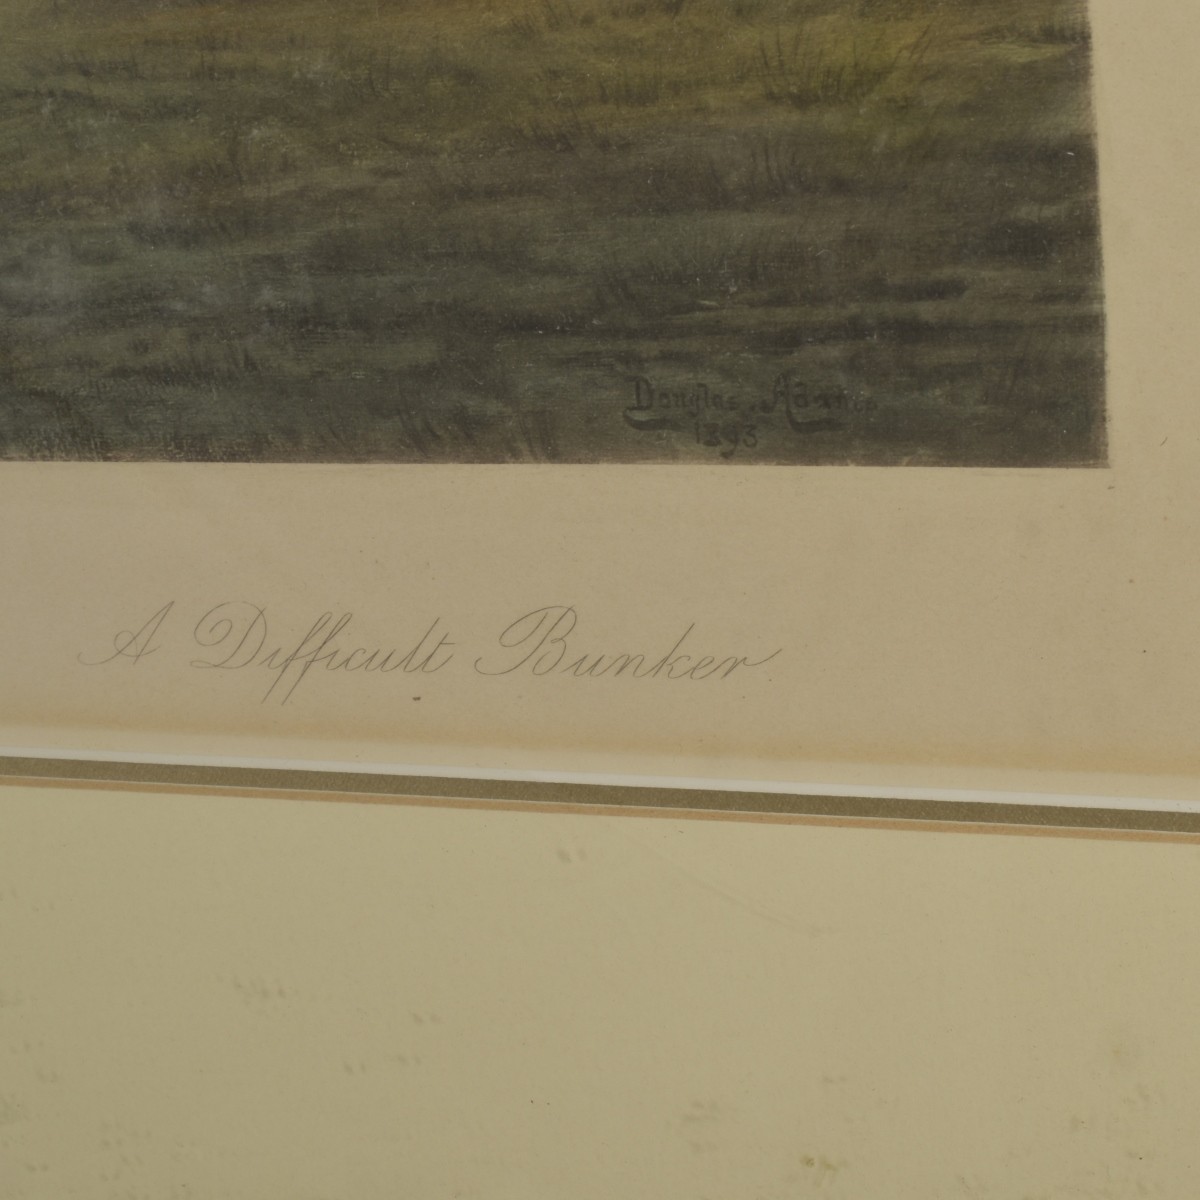 Douglas. Adams
1893
A Difficult Bunker